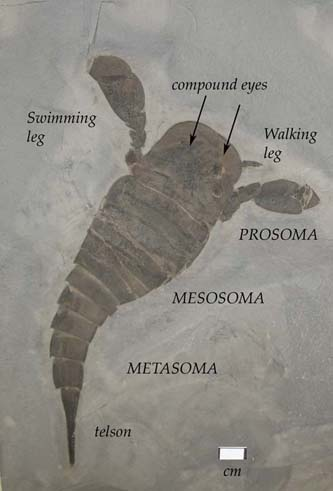 compound eyes
Swimming
leg
Walking
leg
PROSOMA
MESOSOMA
METASOMA
telson
cm